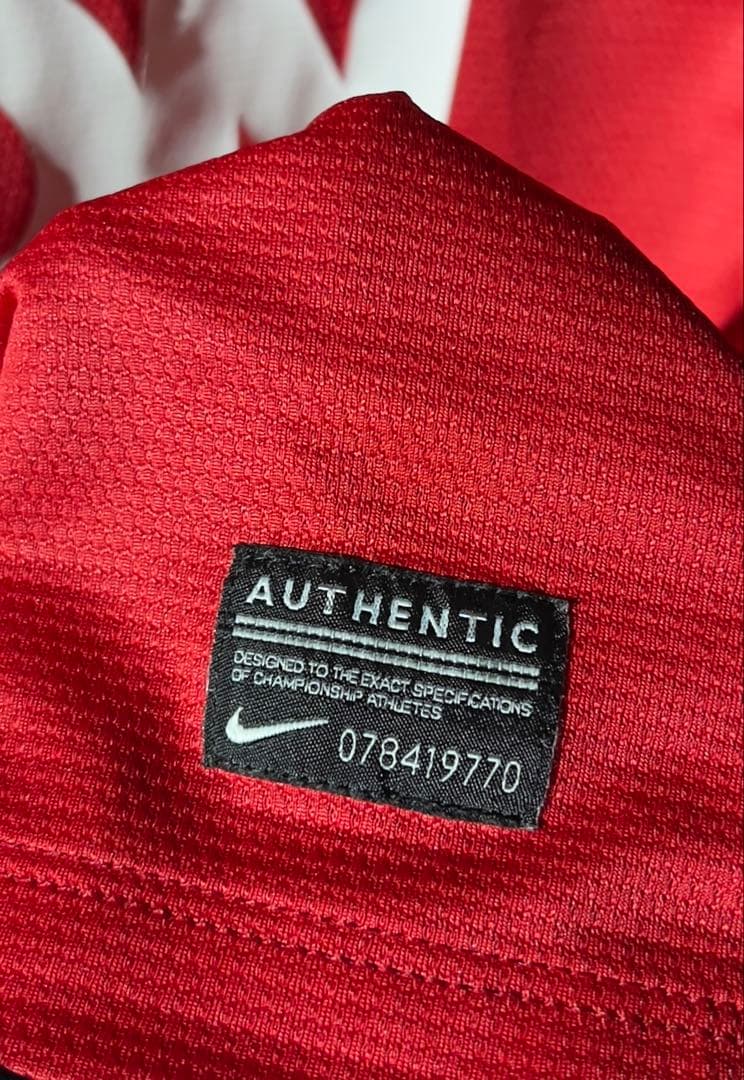 AUTHENTIC
DESIGNED TO THE EXACT SPECIFICATIONS
OF CHAMPIONSHIP ATHLETES
078419770